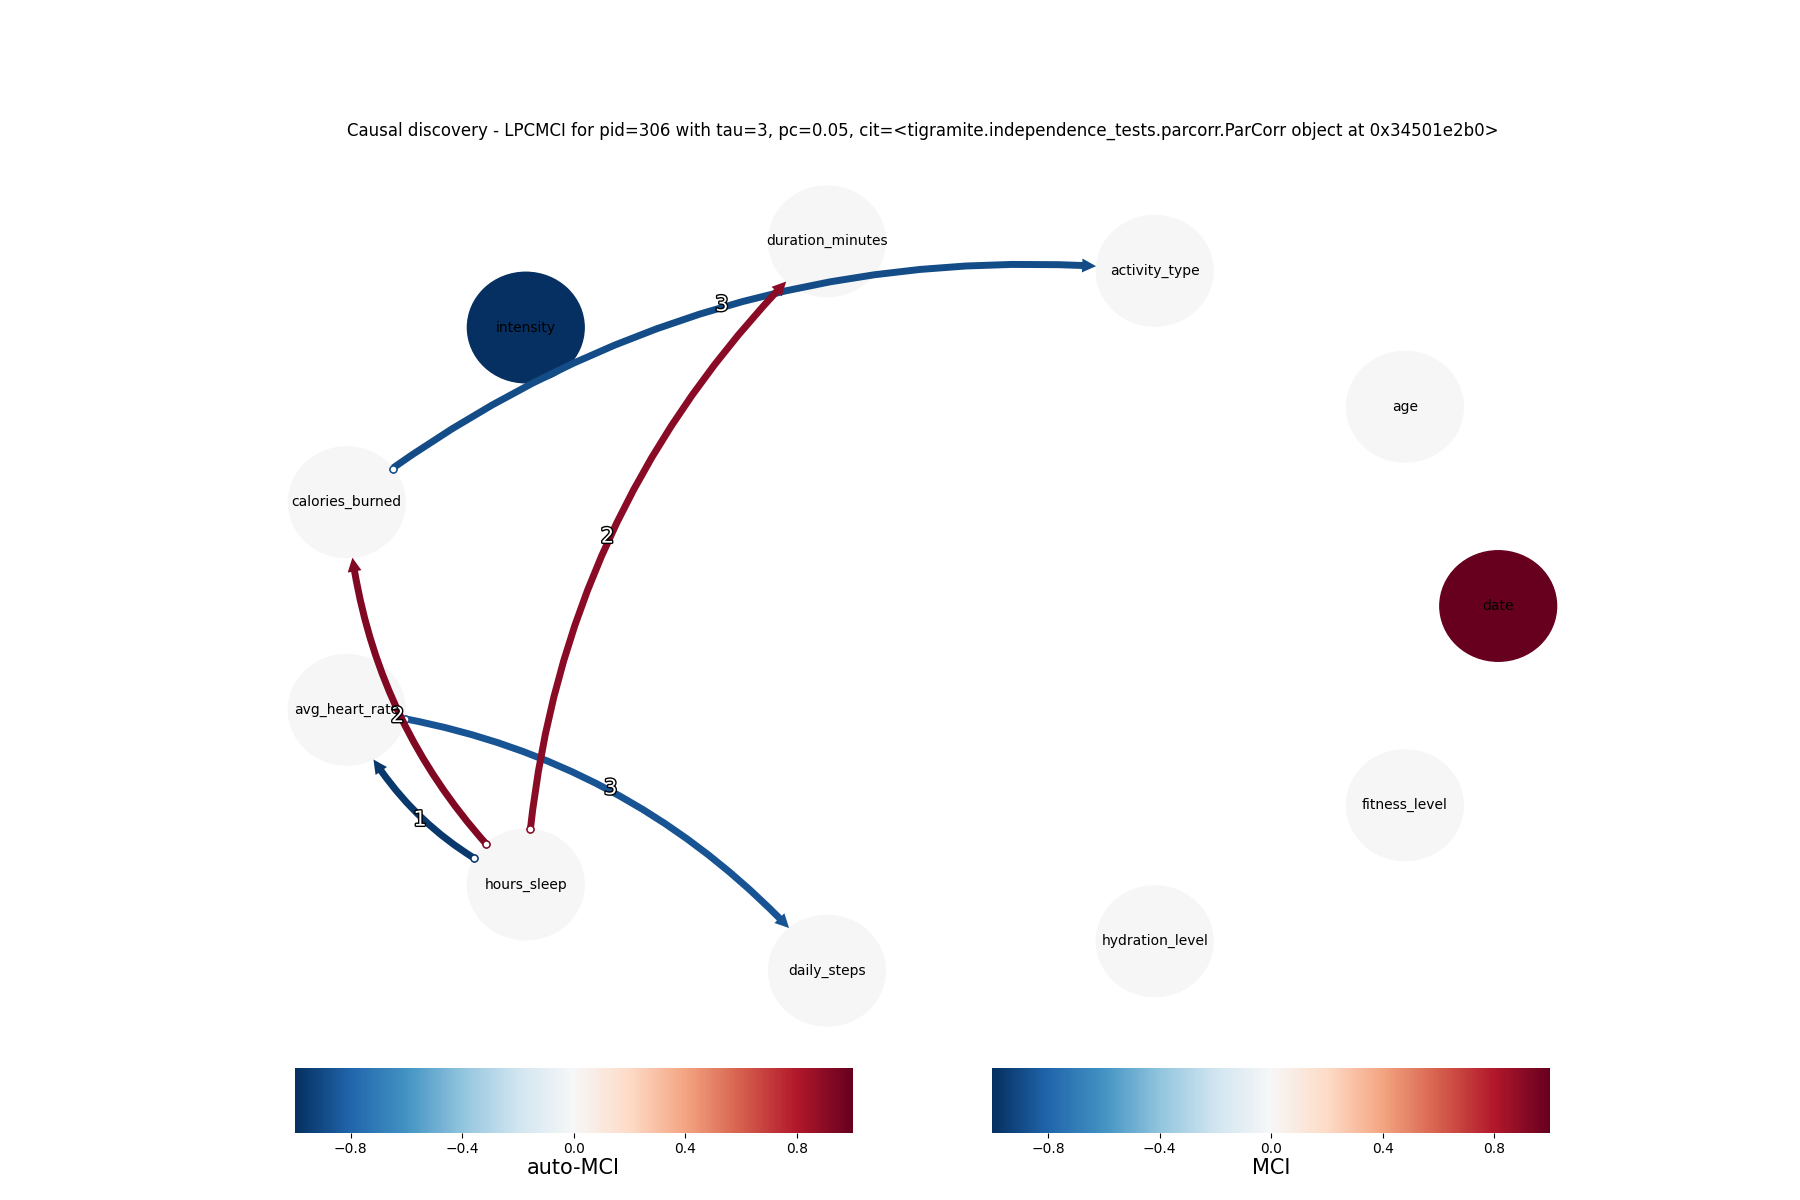 Causal discovery - LPCMCI for pid=306 with tau=3, pc=0.05, cit=<tigramite.independence_tests.parcorr.ParCorr object at 0x34501e2b0>
duration_minutes
activity_type
3
intensity
age
calories_burned
2
date
avg_heart_rate
2
3
1
fitness_level
hours_sleep
hydration_level
daily_steps
−0.8 −0.4 0.0 0.4 0.8
auto-MCI
−0.8 −0.4 0.0 0.4 0.8
MCI